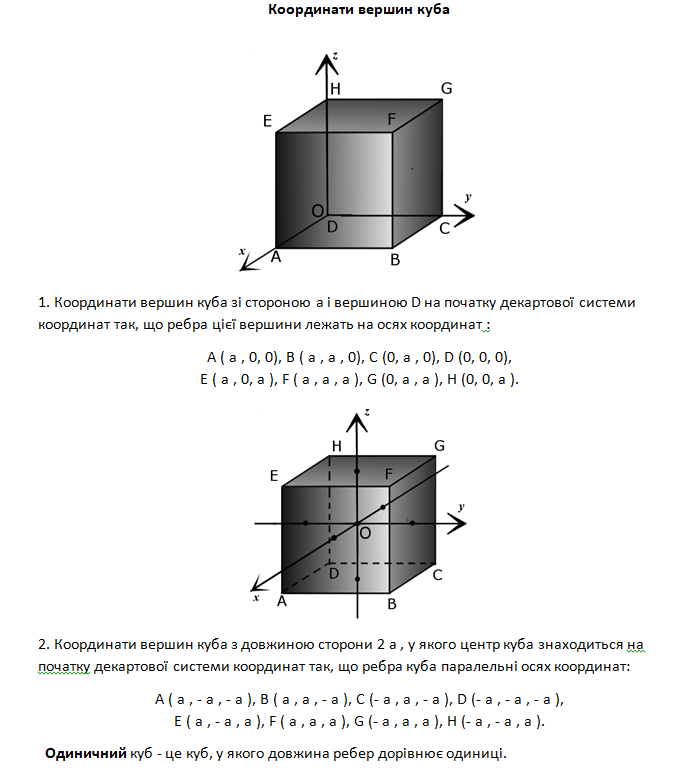 Координати вершин куба
z
H
G
E
F
O
y
D
C
x
A
B
1. Координати вершин куба зі стороною а і вершиною D на початку декартової системи
координат так, що ребра цієї вершини лежать на осях координат :
A ( a , 0, 0), B ( a , a , 0), C (0, a , 0), D (0, 0, 0),
E ( a , 0, a ), F ( a , a , a ), G (0, a , a ), H (0, 0, a ).
z
H
G
E
F
y
O
D
C
x
A
B
2. Координати вершин куба з довжиною сторони 2 а , у якого центр куба знаходиться на
початку декартової системи координат так, що ребра куба паралельні осях координат:
A ( a , - a , - a ), B ( a , a , - a ), C (- a , a , - a ), D (- a , - a , - a ),
E ( a , - a , a ), F ( a , a , a ), G (- a , a , a ), H (- a , - a , a ).
Одиничний куб - це куб, у якого довжина ребер дорівнює одиниці.